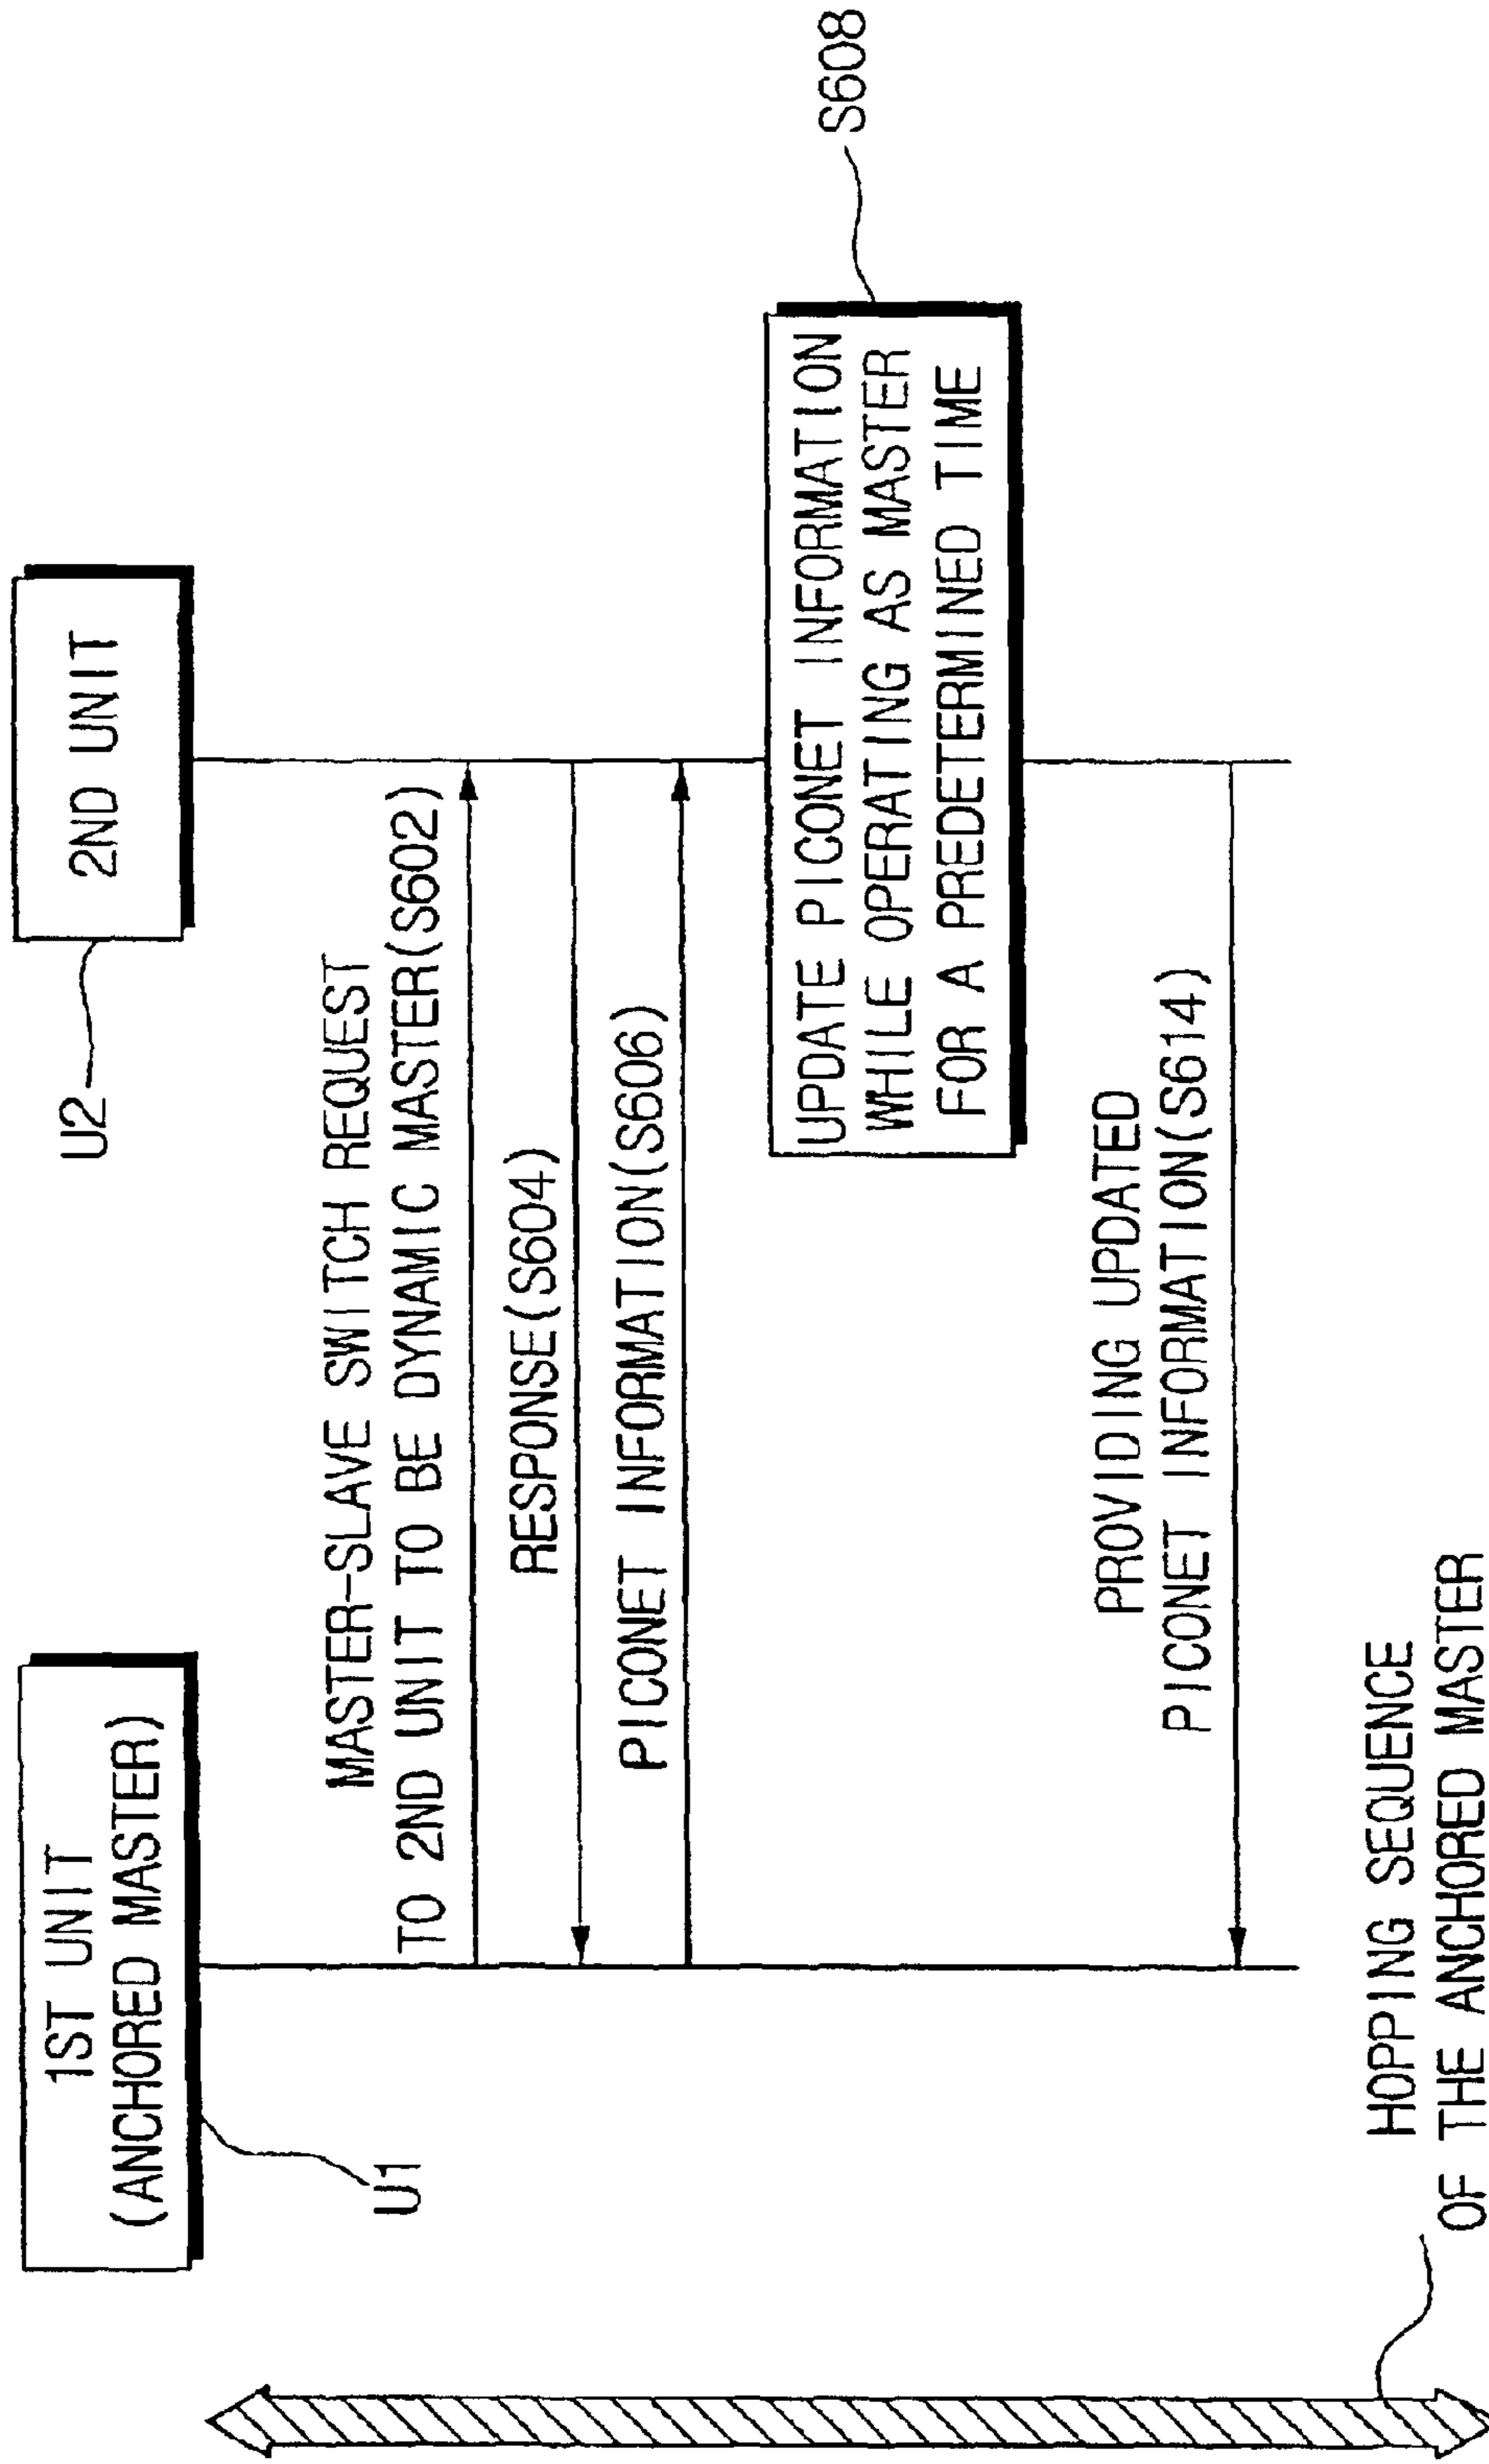 1ST UNIT
(ANCHORED MASTER)
U1
2ND UNIT
U2
MASTER-SLAVE SWITCH REQUEST
TO 2ND UNIT TO BE DYNAMIC MASTER(S602)
RESPONSE(S604)
PICONET INFORMATION(S606)
UPDATE PICONET INFORMATION
WHILE OPERATING AS MASTER
FOR A PREDETERMINED TIME
S608
PROVIDING UPDATED
PICONET INFORMATION(S614)
HOPPING SEQUENCE
OF THE ANCHORED MASTER